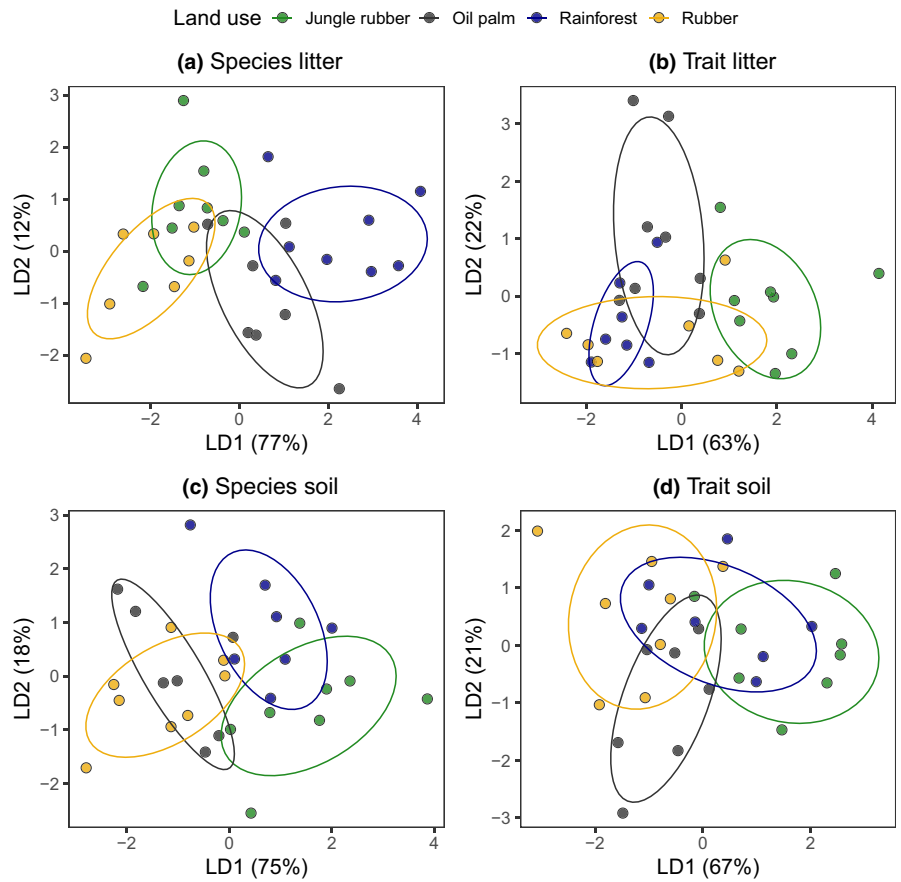 Land use Jungle rubber Oil palm Rainforest Rubber
(a) Species litter
(b) Trait litter
3
2
1
0
−1
−2
LD2 (12%)
−2
0
2
4
LD1 (77%)
3
2
1
0
−1
LD2 (22%)
−2
0
2
4
LD1 (63%)
(c) Species soil
(d) Trait soil
3
2
1
0
−1
−2
LD2 (18%)
−2
0
2
4
LD1 (75%)
2
1
0
−1
−2
−3
LD2 (21%)
−2
0
2
LD1 (67%)